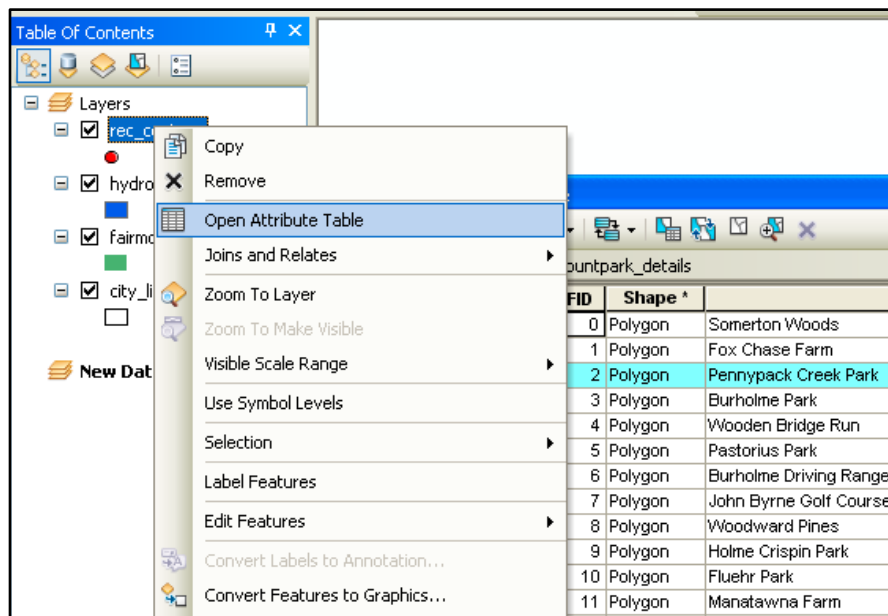 Table Of Contents
Layers
rec_c
hydro
fairmo
city_li
New Dat
Copy
Remove
Open Attribute Table
Joins and Relates
Zoom To Layer
Zoom To Make Visible
Visible Scale Range
Use Symbol Levels
Selection
Label Features
Edit Features
Convert Labels to Annotation...
Convert Features to Graphics...
ountpark_details
FID Shape *
0 Polygon Somerton Woods
1 Polygon Fox Chase Farm
2 Polygon Pennypack Creek Park
3 Polygon Burholme Park
4 Polygon Wooden Bridge Run
5 Polygon Pastorius Park
6 Polygon Burholme Driving Range
7 Polygon John Byrne Golf Course
8 Polygon Woodward Pines
9 Polygon Holme Crispin Park
10 Polygon Fluehr Park
11 Polygon Manatawna Farm